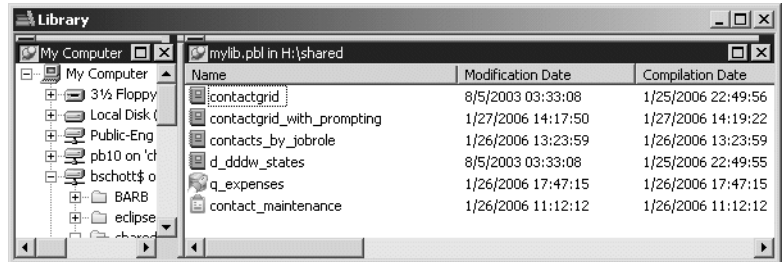 Library
My Computer
mylib.pbl in H:\shared
My Computer
3½ Floppy
Local Disk (
Public-Eng
pb10 on 'ch
bschott$ o
BARB
eclipse
shared
Name Modification Date Compilation Date
contactgrid 8/5/2003 03:33:08 1/25/2006 22:49:56
contactgrid_with_prompting 1/27/2006 14:17:50 1/27/2006 14:19:22
contacts_by_jobrole 1/26/2006 13:23:59 1/26/2006 13:23:59
d_dddw_states 8/5/2003 03:33:08 1/25/2006 22:49:55
q_expenses 1/26/2006 17:47:15 1/26/2006 17:47:15
contact_maintenance 1/26/2006 11:12:12 1/26/2006 11:12:12